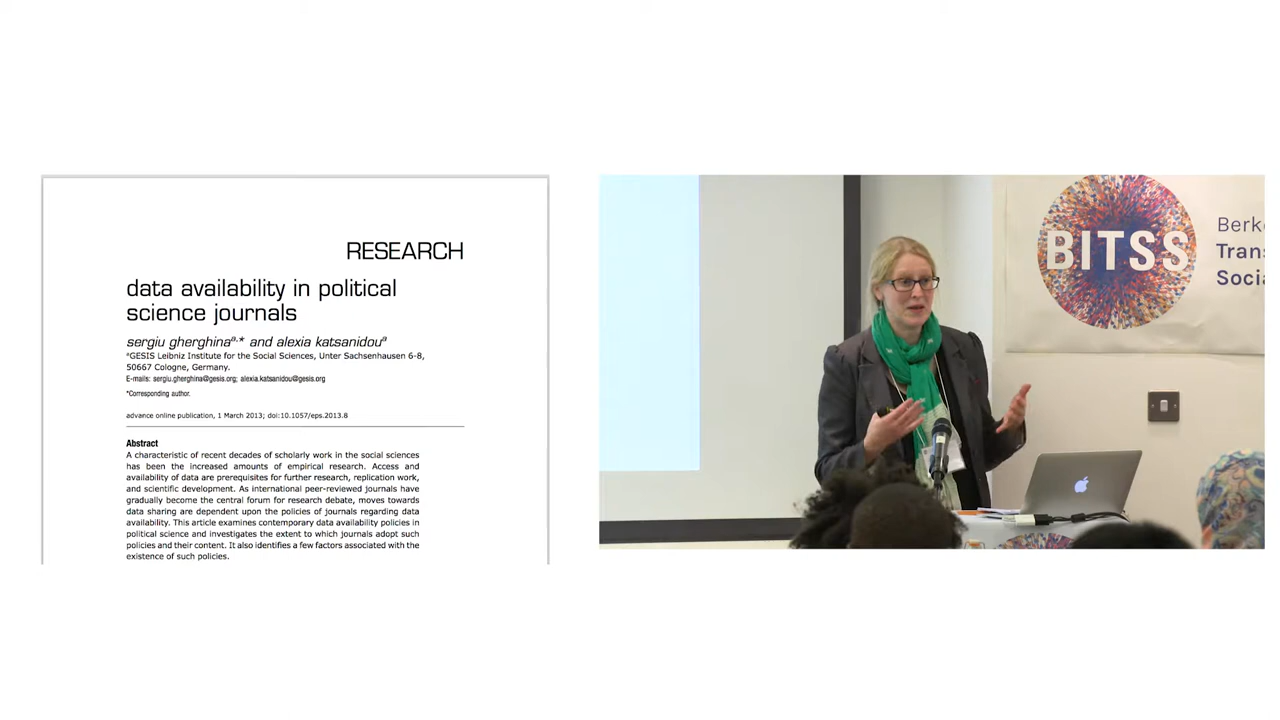 RESEARCH
data availability in political
science journals
sergiu gherghinaa,* and alexia katsanidoua
aGESIS Leibniz Institute for the Social Sciences, Unter Sachsenhausen 6-8,
50667 Cologne, Germany.
E-mails: sergiu.gherghina@gesis.org; alexia.katsanidou@gesis.org
*Corresponding author.
advance online publication, 1 March 2013; doi:10.1057/eps.2013.8
Abstract
A characteristic of recent decades of scholarly work in the social sciences
has been the increased amounts of empirical research. Access and
availability of data are prerequisites for further research, replication work,
and scientific development. As international peer-reviewed journals have
gradually become the central forum for research debate, moves towards
data sharing are dependent upon the policies of journals regarding data
availability. This article examines contemporary data availability policies in
political science and investigates the extent to which journals adopt such
policies and their content. It also identifies a few factors associated with the
existence of such policies.
BITSS
Berke
Trans
Socia